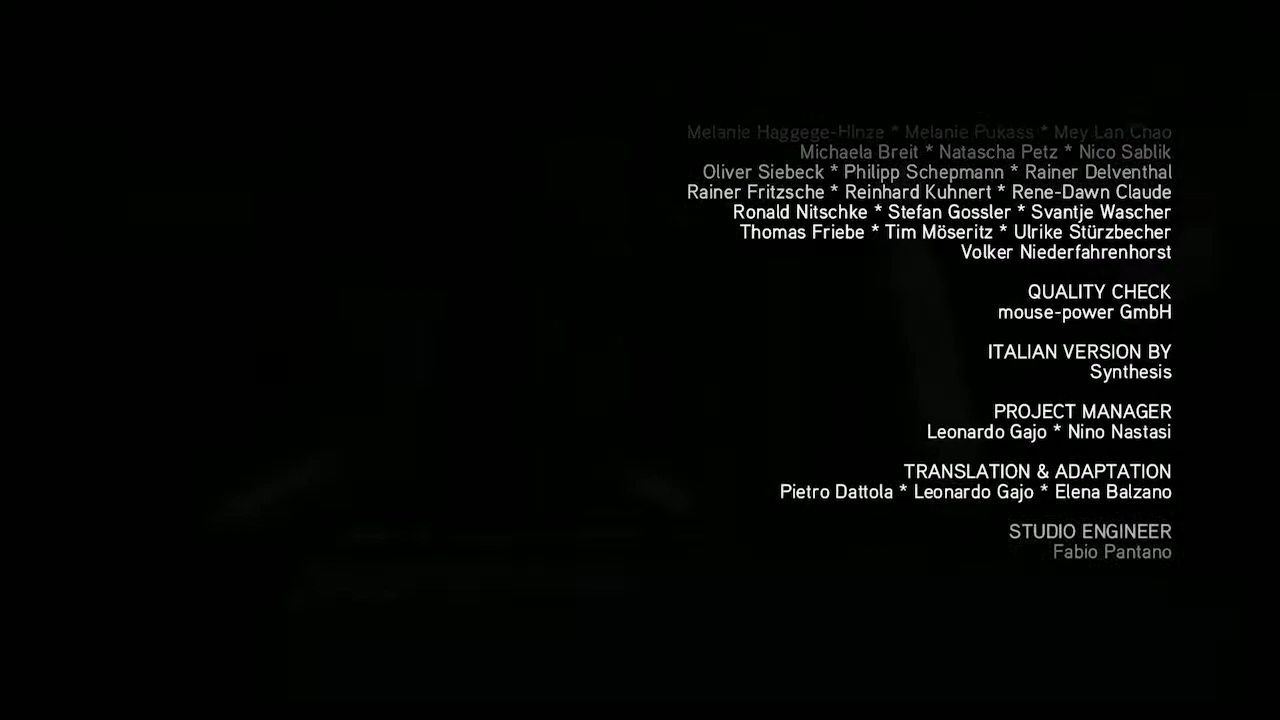 Melanie Haggege-Hinze * Melanie Pukass * Mey Lan Chao
Michaela Breit * Natascha Petz * Nico Sablik
Oliver Siebeck * Philipp Schepmann * Rainer Delventhal
Rainer Fritzsche * Reinhard Kuhnert * Rene-Dawn Claude
Ronald Nitschke * Stefan Gossler * Svantje Wascher
Thomas Friebe * Tim Möseritz * Ulrike Stürzbecher
Volker Niederfahrenhorst
QUALITY CHECK
mouse-power GmbH
ITALIAN VERSION BY
Synthesis
PROJECT MANAGER
Leonardo Gajo * Nino Nastasi
TRANSLATION & ADAPTATION
Pietro Dattola * Leonardo Gajo * Elena Balzano
STUDIO ENGINEER
Fabio Pantano